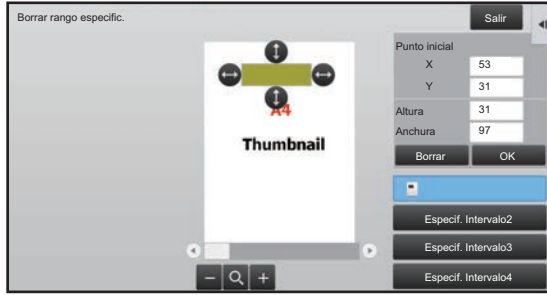 Borrar rango especific.
Salir
Punto inicial
X 53
Y 31
Altura 31
Anchura 97
Borrar OK
A4
Thumbnail
Especif. Intervalo2
Especif. Intervalo3
Especif. Intervalo4